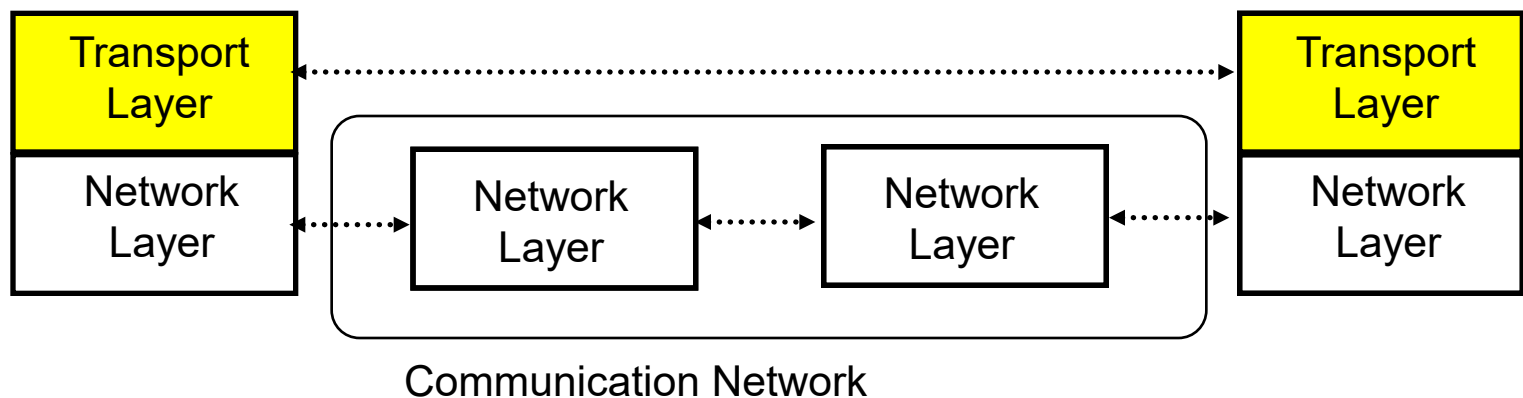 Transport
Layer
Transport
Layer
Network
Layer
Network
Layer
Network
Layer
Network
Layer
Communication Network